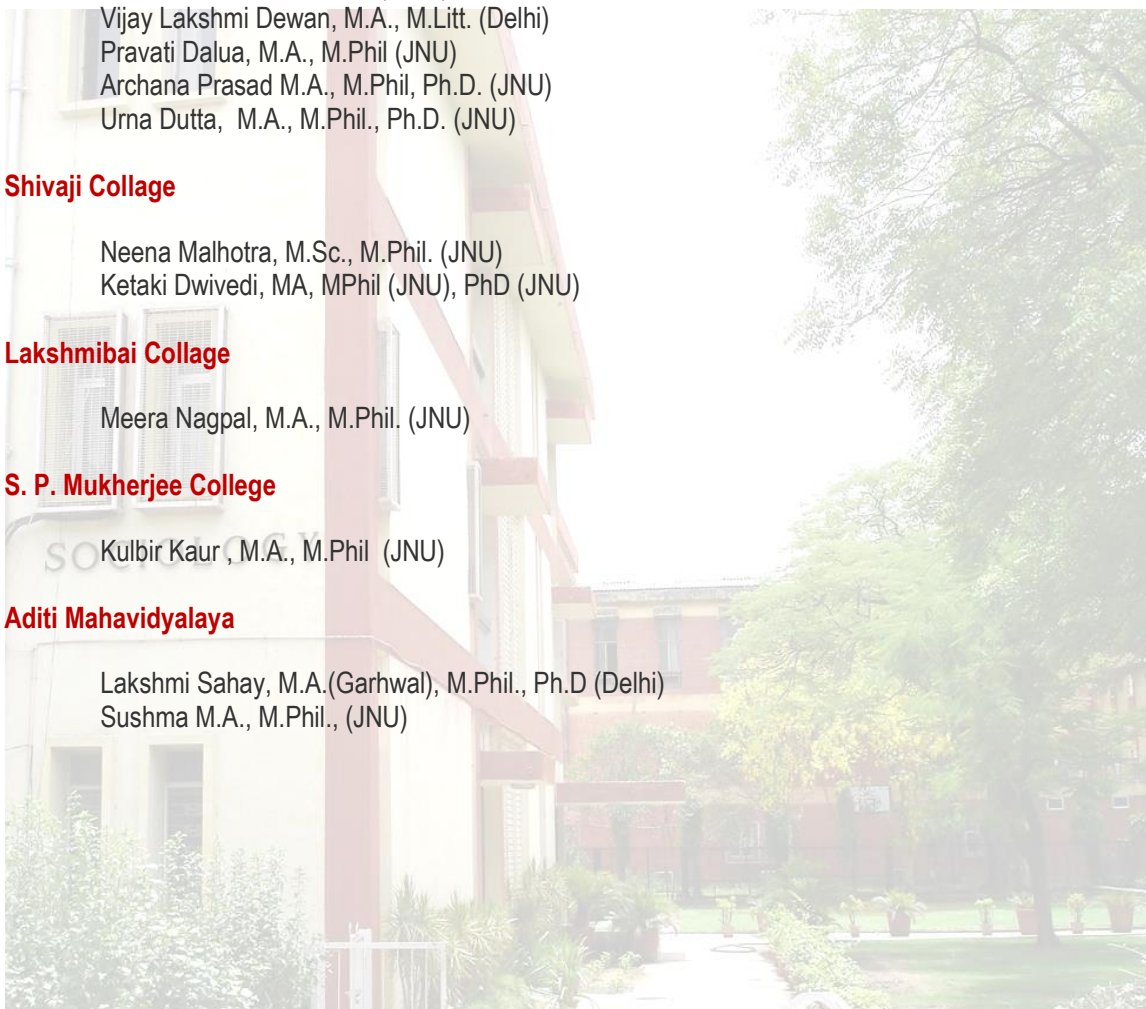 Vijay Lakshmi Dewan, M.A., M.Litt. (Delhi)
Pravati Dalua, M.A., M.Phil (JNU)
Archana Prasad M.A., M.Phil, Ph.D. (JNU)
Urna Dutta, M.A., M.Phil., Ph.D. (JNU)
Shivaji Collage
Neena Malhotra, M.Sc., M.Phil. (JNU)
Ketaki Dwivedi, MA, MPhil (JNU), PhD (JNU)
Lakshmibai Collage
Meera Nagpal, M.A., M.Phil. (JNU)
S. P. Mukherjee College
Kulbir Kaur , M.A., M.Phil (JNU)
SOCIOLOGY
Aditi Mahavidyalaya
Lakshmi Sahay, M.A.(Garhwal), M.Phil., Ph.D (Delhi)
Sushma M.A., M.Phil., (JNU)